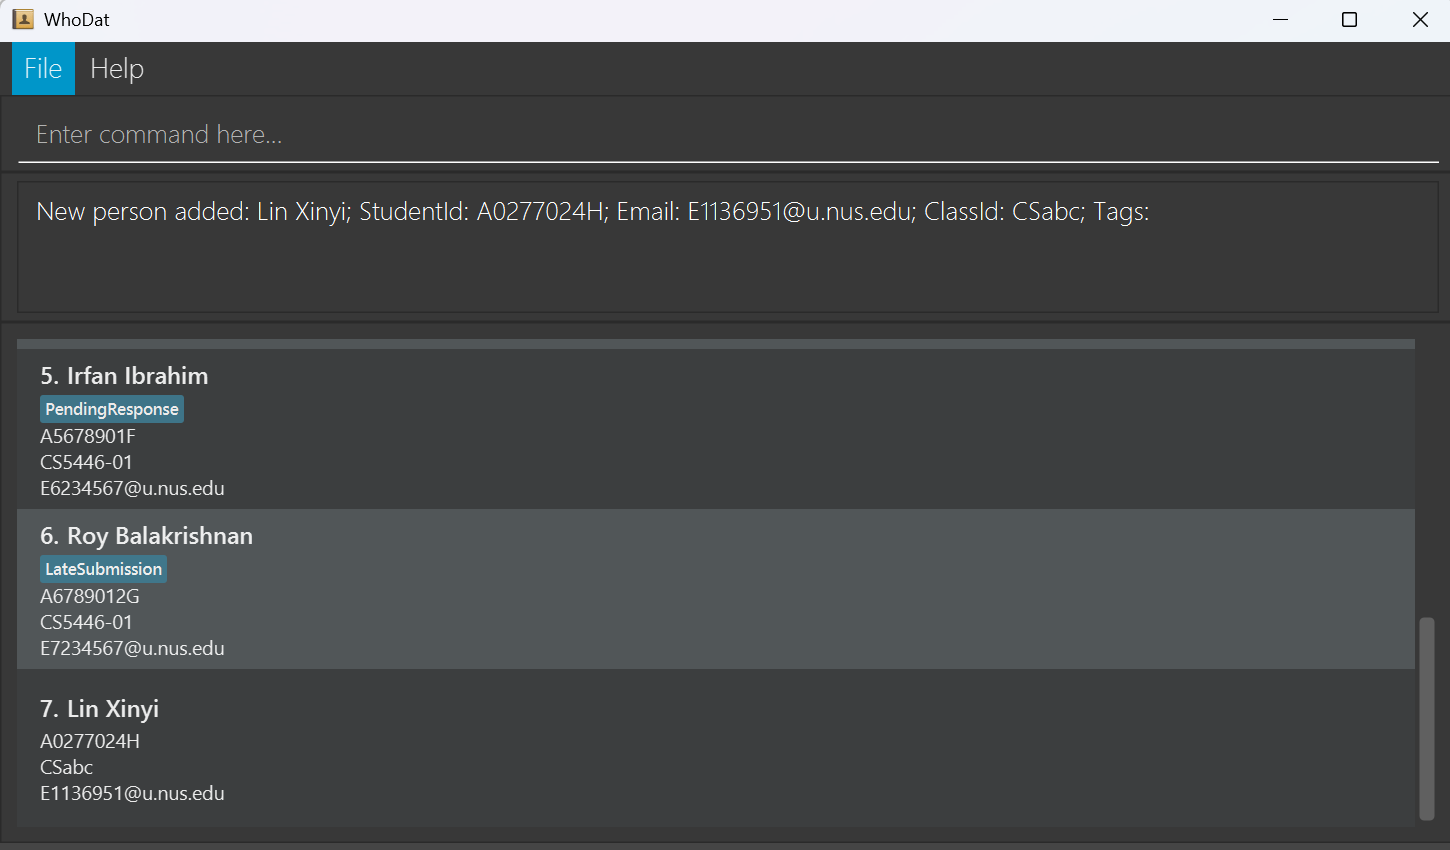 WhoDat
File Help
Enter command here...
New person added: Lin Xinyi; StudentId: A0277024H; Email: E1136951@u.nus.edu; ClassId: CSabc; Tags:
5. Irfan Ibrahim
PendingResponse
A5678901F
CS5446-01
E6234567@u.nus.edu
6. Roy Balakrishnan
LateSubmission
A6789012G
CS5446-01
E7234567@u.nus.edu
7. Lin Xinyi
A0277024H
CSabc
E1136951@u.nus.edu